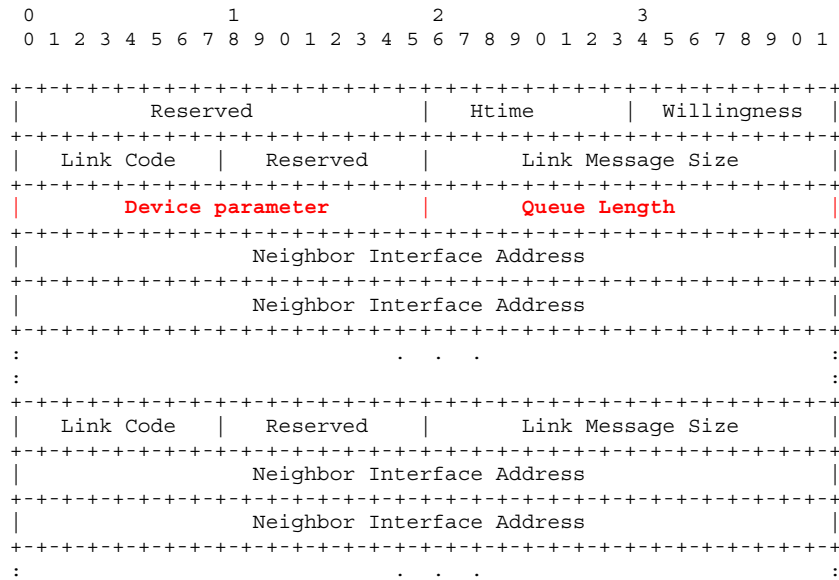 0 1 2 3
0 1 2 3 4 5 6 7 8 9 0 1 2 3 4 5 6 7 8 9 0 1 2 3 4 5 6 7 8 9 0 1
+-+-+-+-+-+-+-+-+-+-+-+-+-+-+-+-+-+-+-+-+-+-+-+-+-+-+-+-+-+-+-+-+
| Reserved | Htime | Willingness |
+-+-+-+-+-+-+-+-+-+-+-+-+-+-+-+-+-+-+-+-+-+-+-+-+-+-+-+-+-+-+-+-+
| Link Code | Reserved | Link Message Size |
+-+-+-+-+-+-+-+-+-+-+-+-+-+-+-+-+-+-+-+-+-+-+-+-+-+-+-+-+-+-+-+-+
| Device parameter | Queue Length |
+-+-+-+-+-+-+-+-+-+-+-+-+-+-+-+-+-+-+-+-+-+-+-+-+-+-+-+-+-+-+-+-+
| Neighbor Interface Address |
+-+-+-+-+-+-+-+-+-+-+-+-+-+-+-+-+-+-+-+-+-+-+-+-+-+-+-+-+-+-+-+-+
| Neighbor Interface Address |
+-+-+-+-+-+-+-+-+-+-+-+-+-+-+-+-+-+-+-+-+-+-+-+-+-+-+-+-+-+-+-+-+
: . . . :
: :
+-+-+-+-+-+-+-+-+-+-+-+-+-+-+-+-+-+-+-+-+-+-+-+-+-+-+-+-+-+-+-+-+
| Link Code | Reserved | Link Message Size |
+-+-+-+-+-+-+-+-+-+-+-+-+-+-+-+-+-+-+-+-+-+-+-+-+-+-+-+-+-+-+-+-+
| Neighbor Interface Address |
+-+-+-+-+-+-+-+-+-+-+-+-+-+-+-+-+-+-+-+-+-+-+-+-+-+-+-+-+-+-+-+-+
| Neighbor Interface Address |
+-+-+-+-+-+-+-+-+-+-+-+-+-+-+-+-+-+-+-+-+-+-+-+-+-+-+-+-+-+-+-+-+
: . . . :